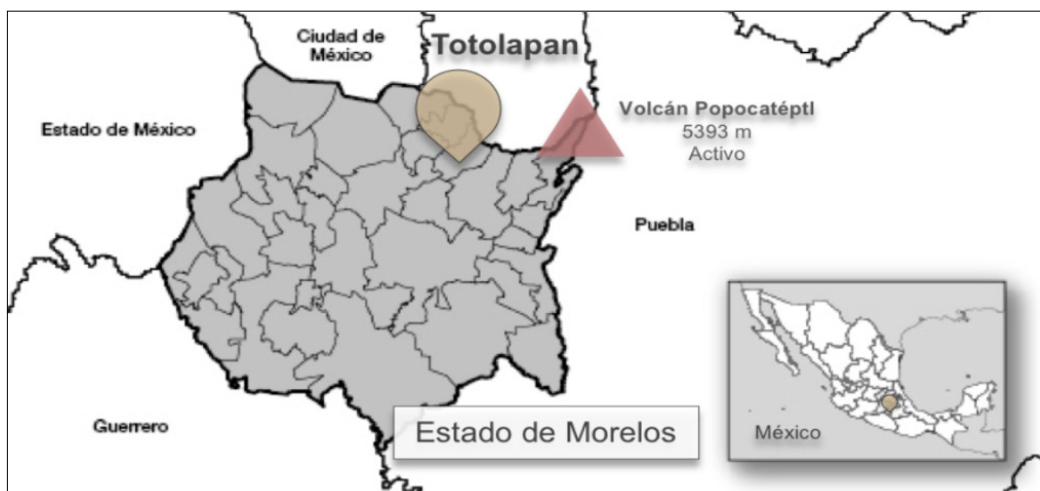 Ciudad de
México
Totolapan
Volcán Popocatéptl
5393 m
Activo
Estado de México
Puebla
Guerrero
Estado de Morelos
México